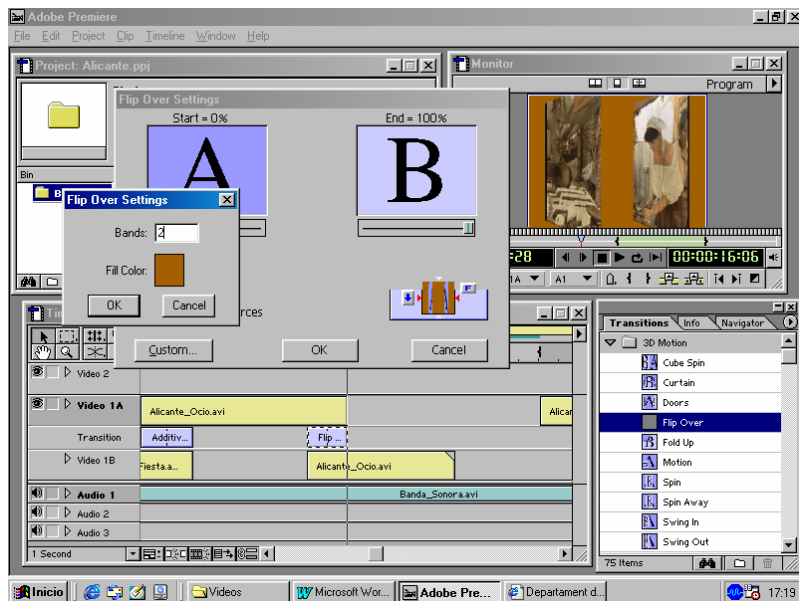 Adobe Premiere
File Edit Project Clip Timeline Window Help
Project: Alicante.ppj
Monitor
Program
Flip Over Settings
Start = 0%
End = 100%
A
B
Bin
Flip Over Settings
Bands: 2
Fill Color:
OK
Cancel
:28
00:00:16:06
1A
A1
Custom...
OK
Cancel
Video 2
Video 1A
Alicante_Ocio.avi
Alicar
Transition
Additiv...
Flip ...
Video 1B
Fiesta.a...
Alicante_Ocio.avi
Audio 1
Banda_Sonora.avi
Audio 2
Audio 3
1 Second
Transitions
Info
Navigator
3D Motion
Cube Spin
Curtain
Doors
Flip Over
Fold Up
Motion
Spin
Spin Away
Swing In
Swing Out
75 Items
Inicio
Videos
Microsoft Wor...
Adobe Pre...
Departament d...
17:19